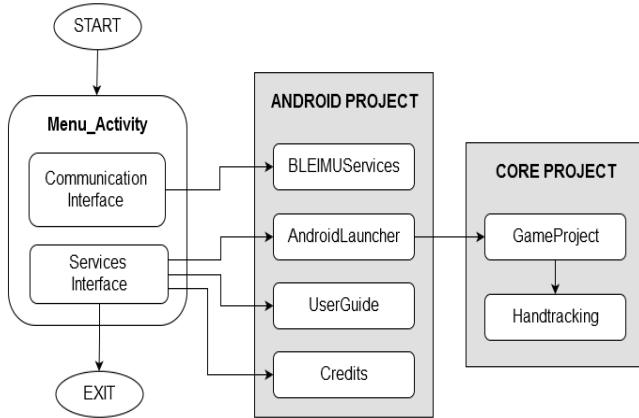 START
Menu_Activity
Communication
Interface
Services
Interface
EXIT
ANDROID PROJECT
BLEIMUServices
AndroidLauncher
UserGuide
Credits
CORE PROJECT
GameProject
Handtracking